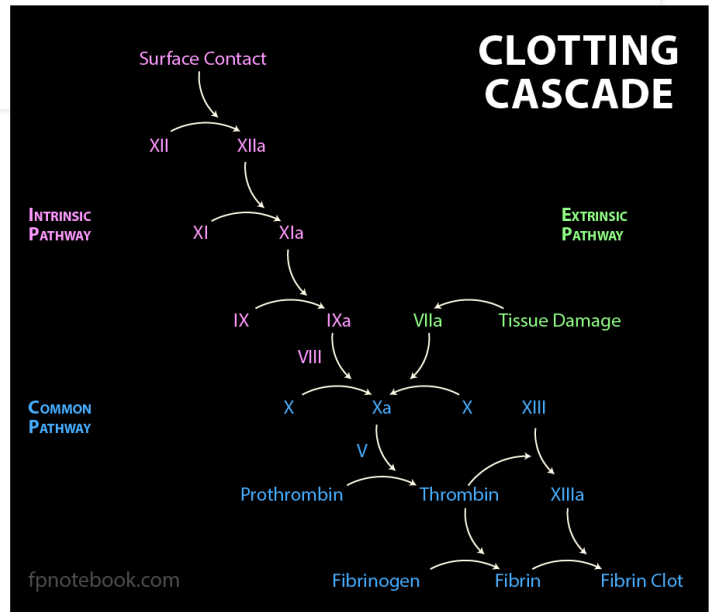 CLOTTING
CASCADE
Surface Contact
XII XIIa
INTRINSIC
PATHWAY
EXTRINSIC
PATHWAY
XI XIa
IX IXa VIIa Tissue Damage
VIII
COMMON
PATHWAY
X Xa X XIII
V
Prothrombin Thrombin XIIIa
fpnotebook.com
Fibrinogen Fibrin Fibrin Clot